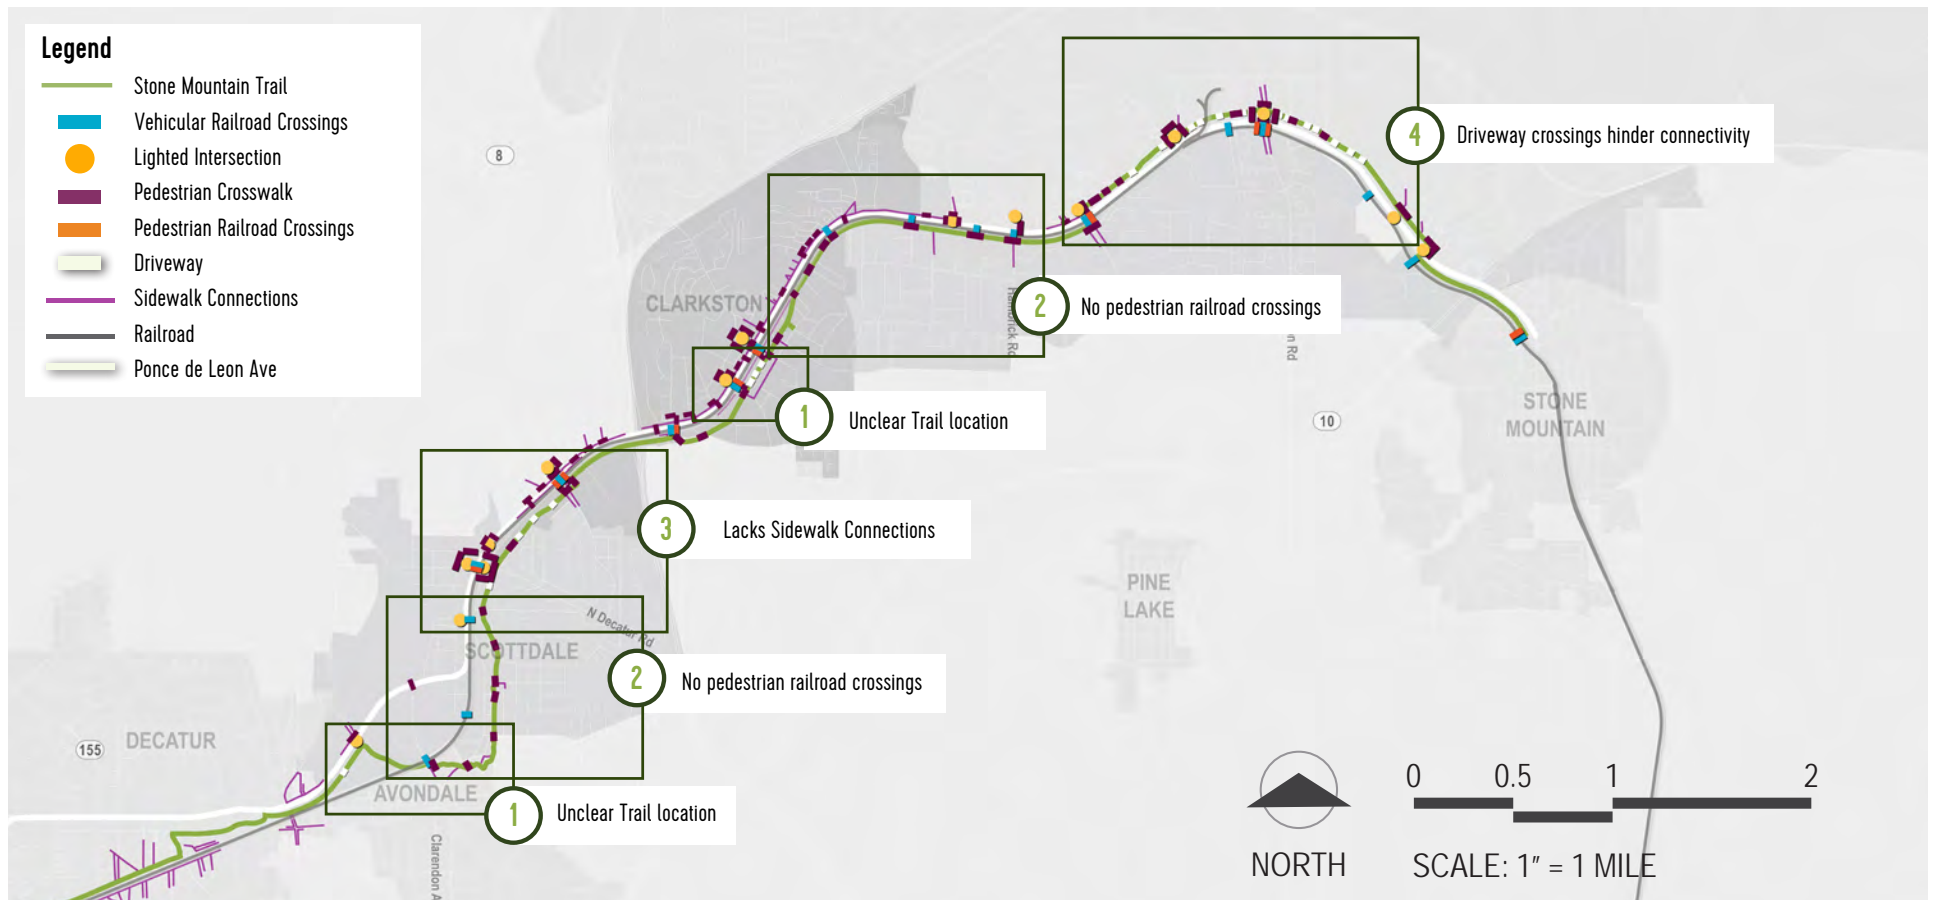 Legend
Stone Mountain Trail
Vehicular Railroad Crossings
Lighted Intersection
Pedestrian Crosswalk
Pedestrian Railroad Crossings
Driveway
Sidewalk Connections
Railroad
Ponce de Leon Ave
8
4
Driveway crossings hinder connectivity
CLARKSTON
2
No pedestrian railroad crossings
n Rd
1
Unclear Trail location
10
STONE
MOUNTAIN
3
Lacks Sidewalk Connections
PINE
LAKE
N Decatur Rd
SCOTTDALE
2
No pedestrian railroad crossings
155
DECATUR
AVONDALE
1
Unclear Trail location
Clarendon A
NORTH
0 0.5 1 2
SCALE: 1" = 1 MILE